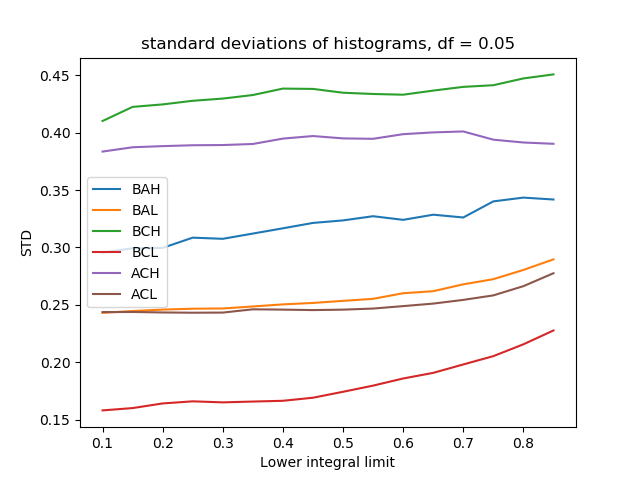 standard deviations of histograms, df = 0.05
STD
0.45
0.40
0.35
0.30
0.25
0.20
0.15
BAH
BAL
BCH
BCL
ACH
ACL
0.1 0.2 0.3 0.4 0.5 0.6 0.7 0.8
Lower integral limit